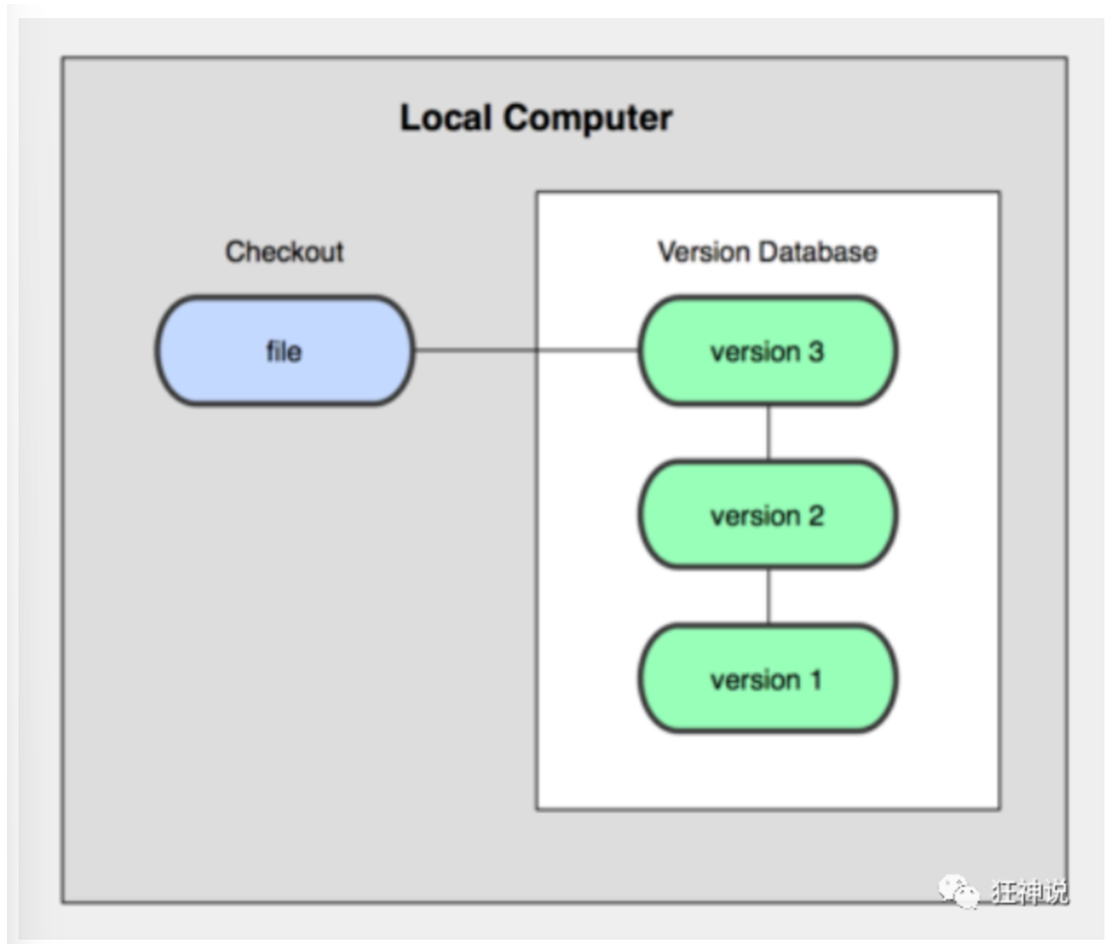 Local Computer
Checkout
Version Database
file
version 3
version 2
version 1
狂神说